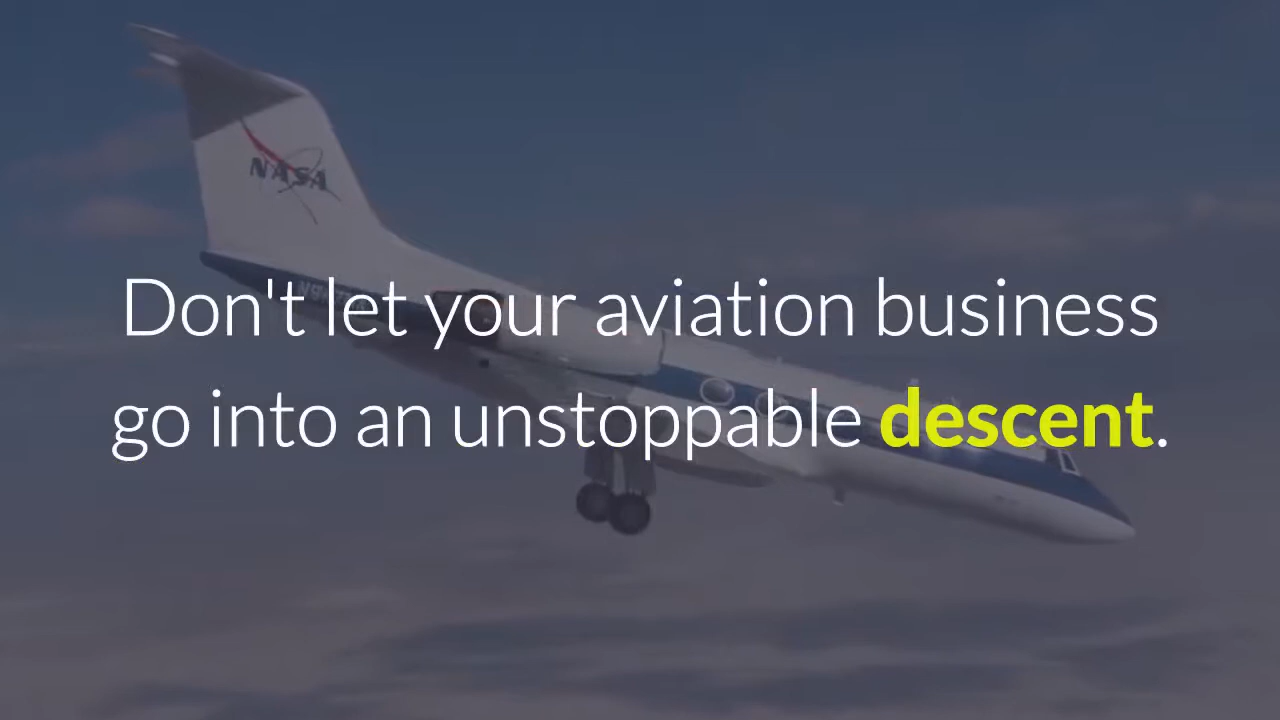 NASA
Don't let your aviation business
go into an unstoppable descent.